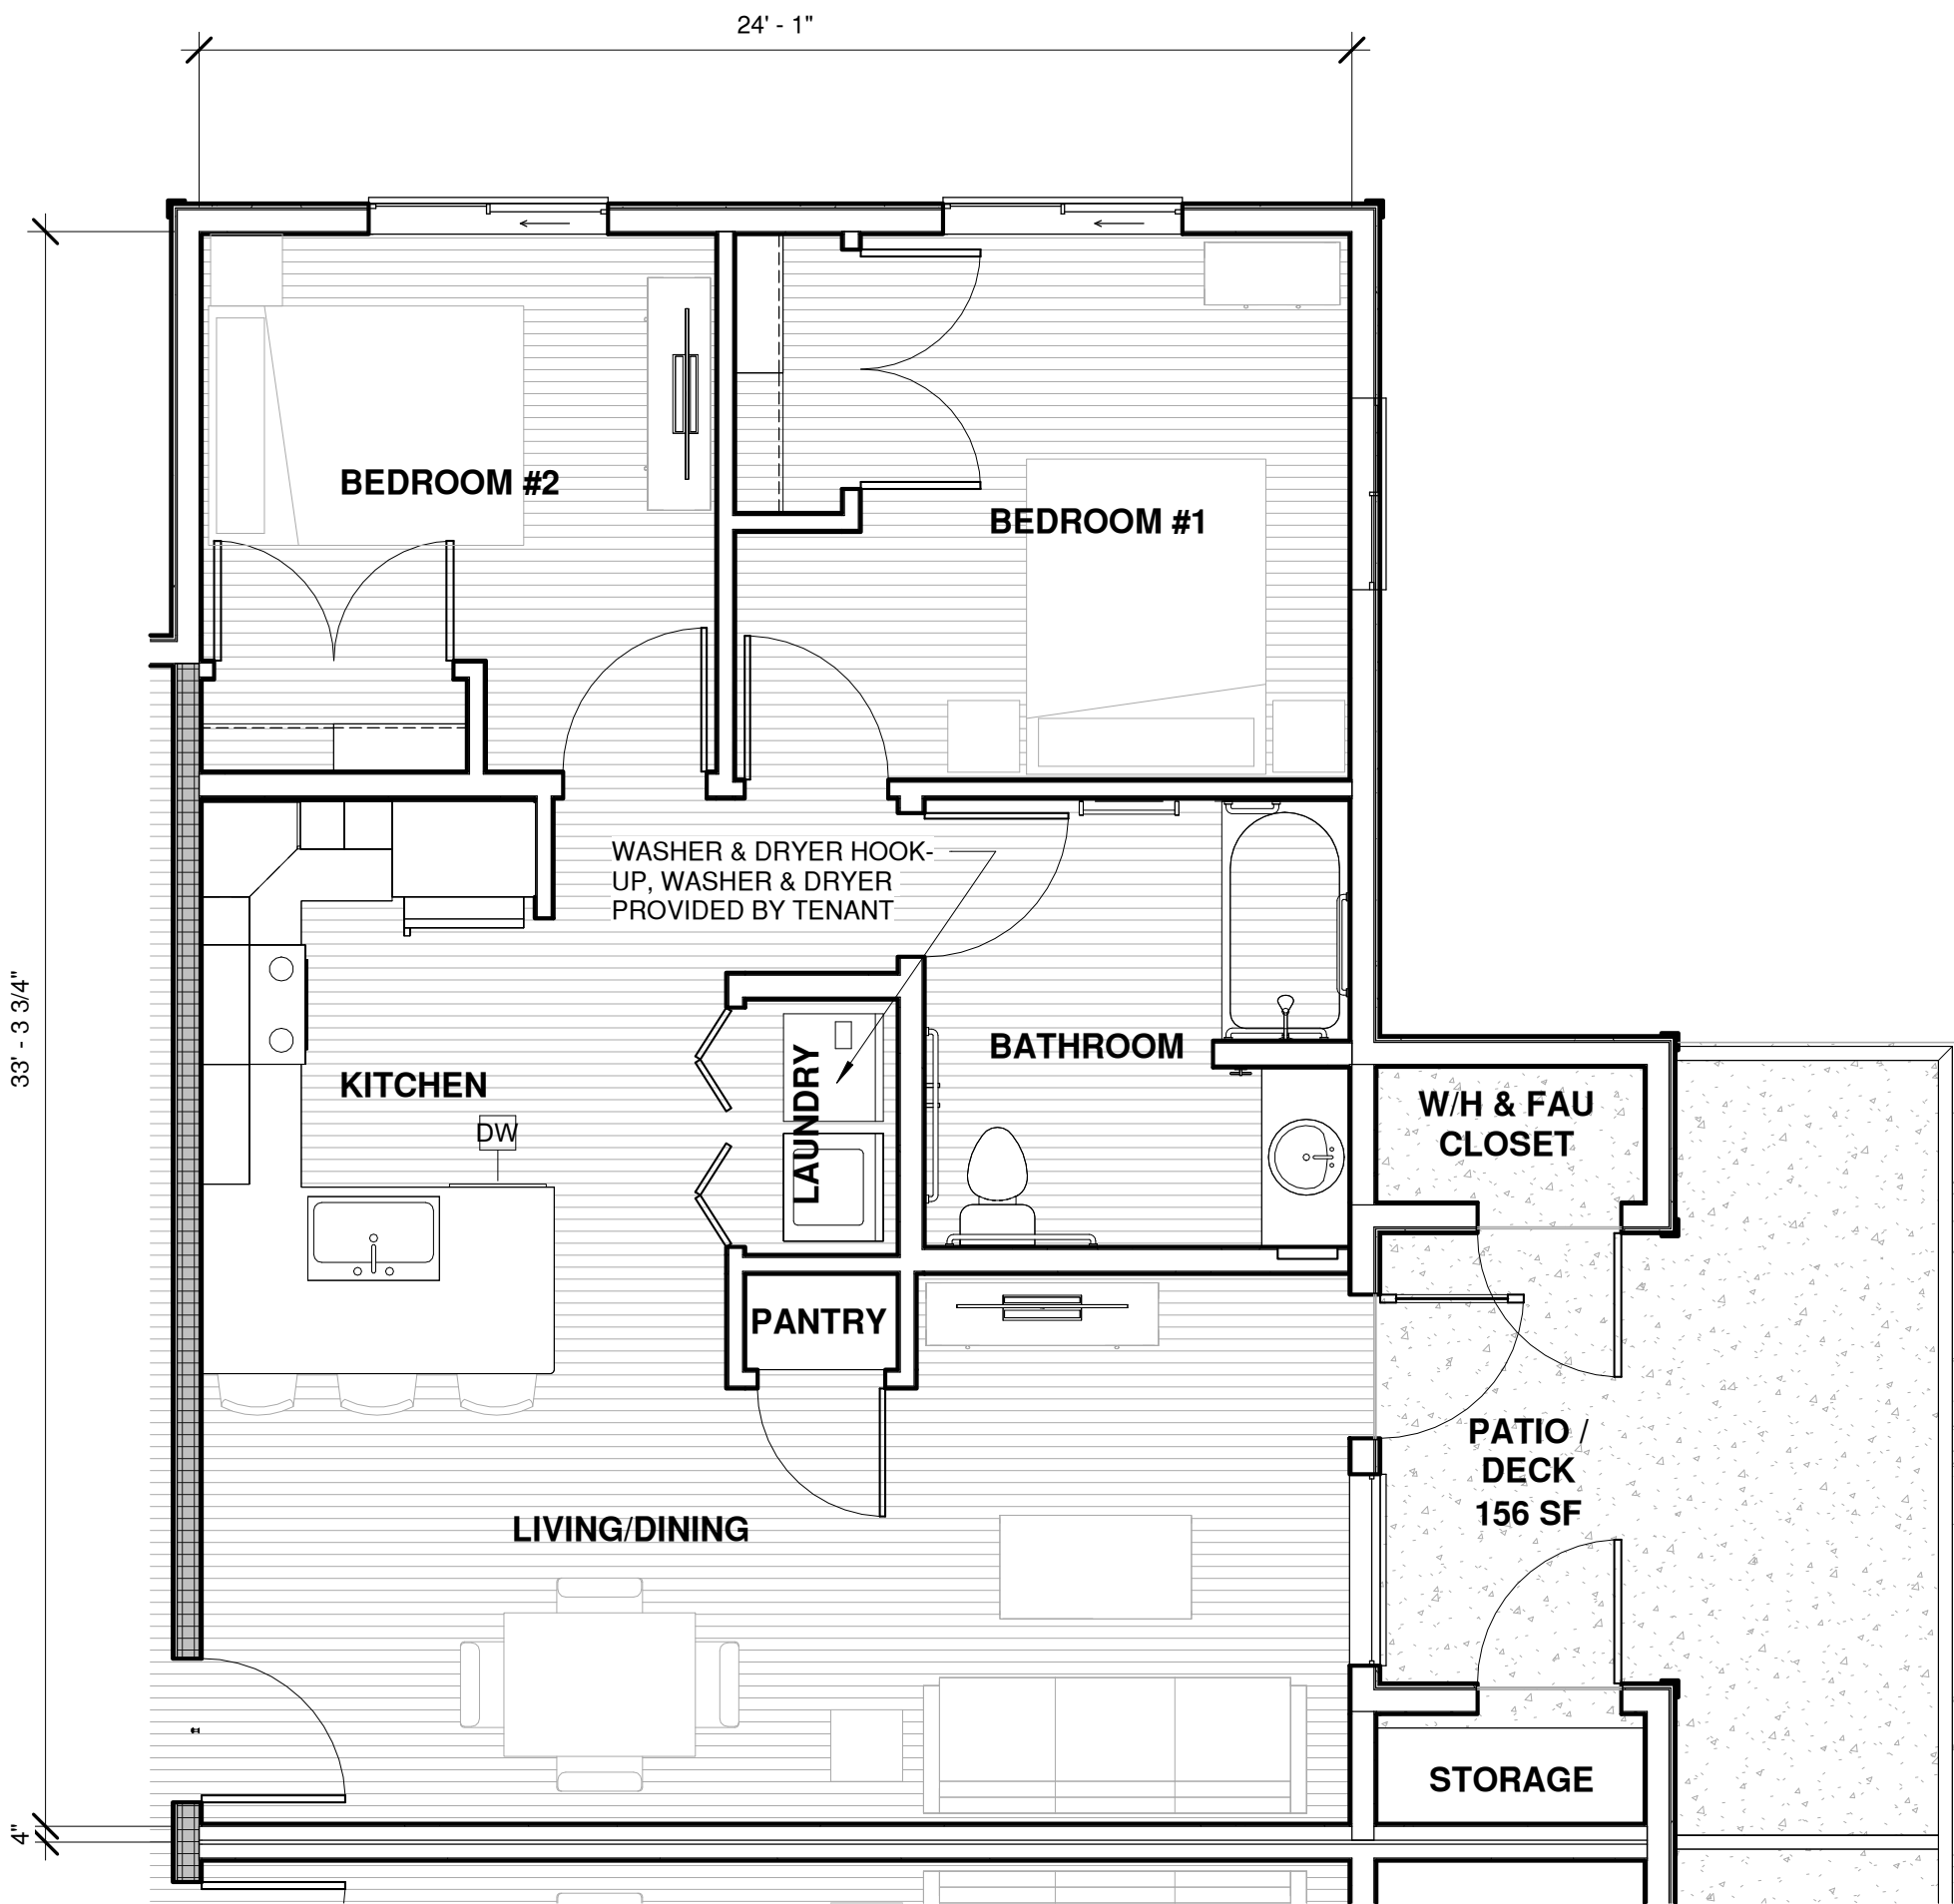 24' - 1"
BEDROOM #2
BEDROOM #1
WASHER & DRYER HOOK-
UP, WASHER & DRYER
PROVIDED BY TENANT
33' - 3 3/4"
KITCHEN
DW
LAUNDRY
BATHROOM
W/H & FAU
CLOSET
PANTRY
PATIO /
DECK
156 SF
LIVING/DINING
STORAGE
4"